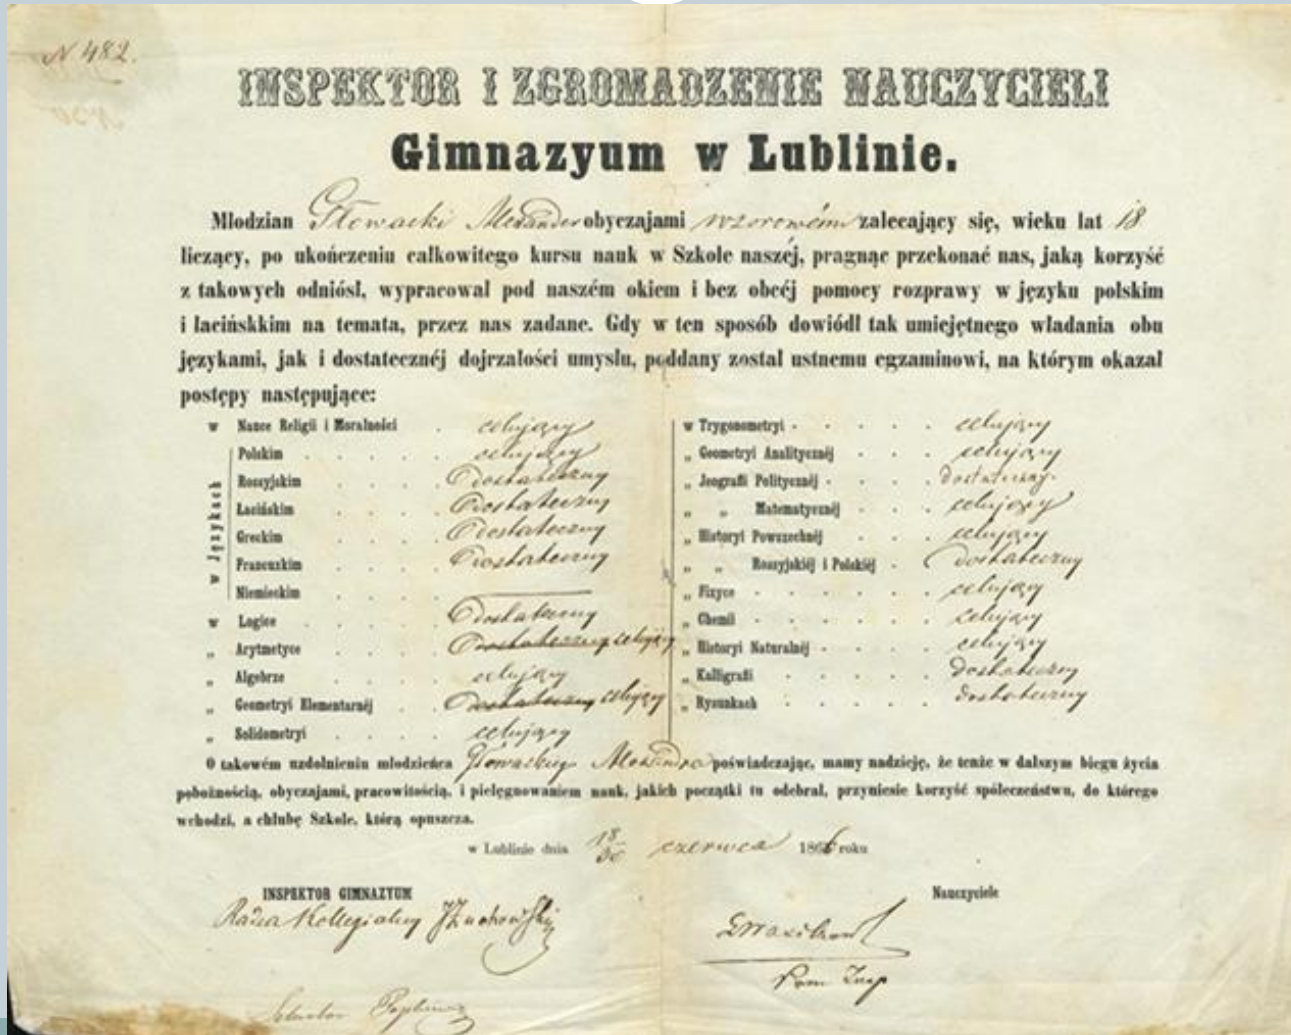 N 482.
INSPEKTOR I ZGROMADZENIE NAUCZYCIELI
Gimnazyum w Lublinie.
Młodzian Głowacki Alexander obyczajami wzorowémi zalecający się, wieku lat 18
liczący, po ukończeniu całkowitego kursu nauk w Szkole naszéj, pragnąc przekonać nas, jaką korzyść
z takowych odniósł, wypracował pod naszém okiem i bez obcéj pomocy rozprawy w języku polskim
i łacińskkim na temata, przez nas zadane. Gdy w ten sposób dowiódł tak umiejętnego władania obu
językami, jak i dostatecznéj dojrzałości umysłu, poddany został ustnemu egzaminowi, na którym okazał
postępy następujące:
w Nauce Religii i Moralności . celujący
w Językach
Polskim . . . . . celujący
Rossyjskim . . . . Dostateczny
Łacińskim . . . . Dostateczny
Greckim . . . . Dostateczny
Francuzkim . . . . Dostateczny
Niemieckim . . . .
w Logice . . . . Dostateczny
„ Arytmetyce . . . . Dostateczny celujący
„ Algebrze . . . . celujący
„ Geometryi Elementarnéj . . Dostateczny celujący
„ Solidometryi . . . celujący
w Trygonometryi . . . . . celujący
„ Geometryi Analitycznéj . . . celujący
„ Jeografii Politycznéj . . . . dostateczny.
„ „ Matematycznéj . . . celujący
„ Historyi Powszechnéj . . . celujący
„ „ Rossyjskiéj i Polskiéj . dostateczny
„ Fizyce . . . . . . celujący
„ Chemii . . . . . . celujący
„ Historyi Naturalnéj . . . . celujący
„ Kalligrafii . . . . . dostateczny
„ Rysunkach . . . . . dostateczny
O takowém uzdolnieniu młodzieńca Głowackiego Alexandra poświadczając, mamy nadzieję, że tenże w dalszym biegu życia
pobożnością, obyczajami, pracowitością, i pielęgnowaniem nauk, jakich początki tu odebrał, przyniesie korzyść społeczeństwu, do którego
wchodzi, a chlubę Szkole, którą opuszcza.
w Lublinie dnia 18/30 czerwca 1866 roku
INSPEKTOR GIMNAZYUM
Radca Kollegialny
Nauczyciele
Pom Insp